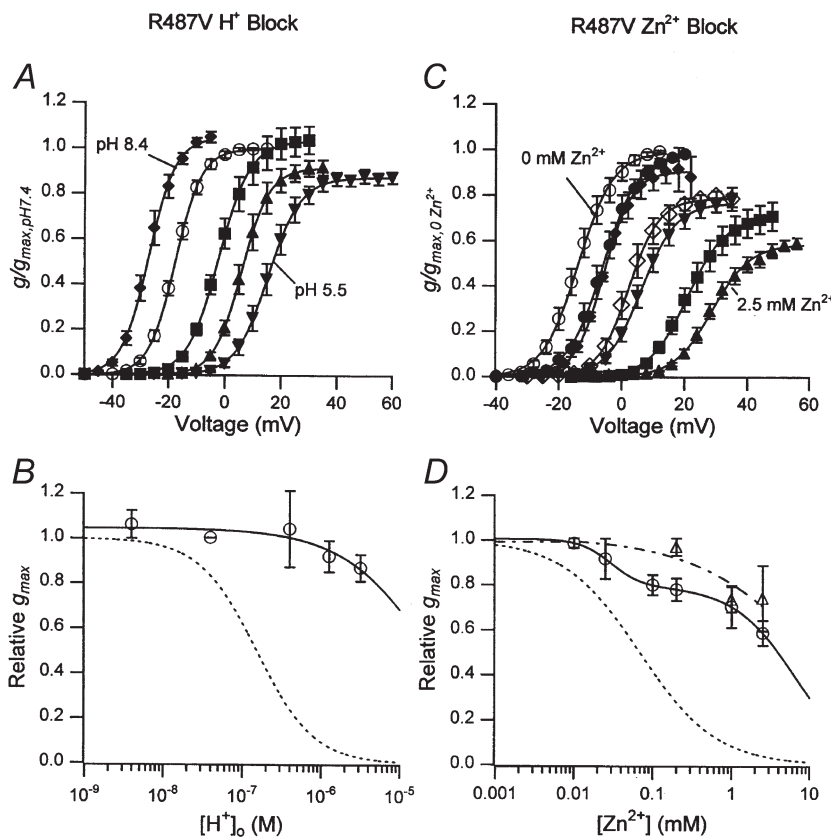 R487V H⁺ Block
R487V Zn²⁺ Block
A
C
g/gmax,pH7.4
1.2
1.0
0.8
0.6
0.4
0.2
0.0
pH 8.4
pH 5.5
-40 -20 0 20 40 60
Voltage (mV)
g/gmax,0 Zn²⁺
1.2
1.0
0.8
0.6
0.4
0.2
0.0
0 mM Zn²⁺
2.5 mM Zn²⁺
-40 -20 0 20 40 60
Voltage (mV)
B
D
Relative gmax
1.2
1.0
0.8
0.6
0.4
0.2
0.0
10⁻⁹ 10⁻⁸ 10⁻⁷ 10⁻⁶ 10⁻⁵
[H⁺]o (M)
Relative gmax
1.2
1.0
0.8
0.6
0.4
0.2
0.0
0.001 0.01 0.1 1 10
[Zn²⁺] (mM)